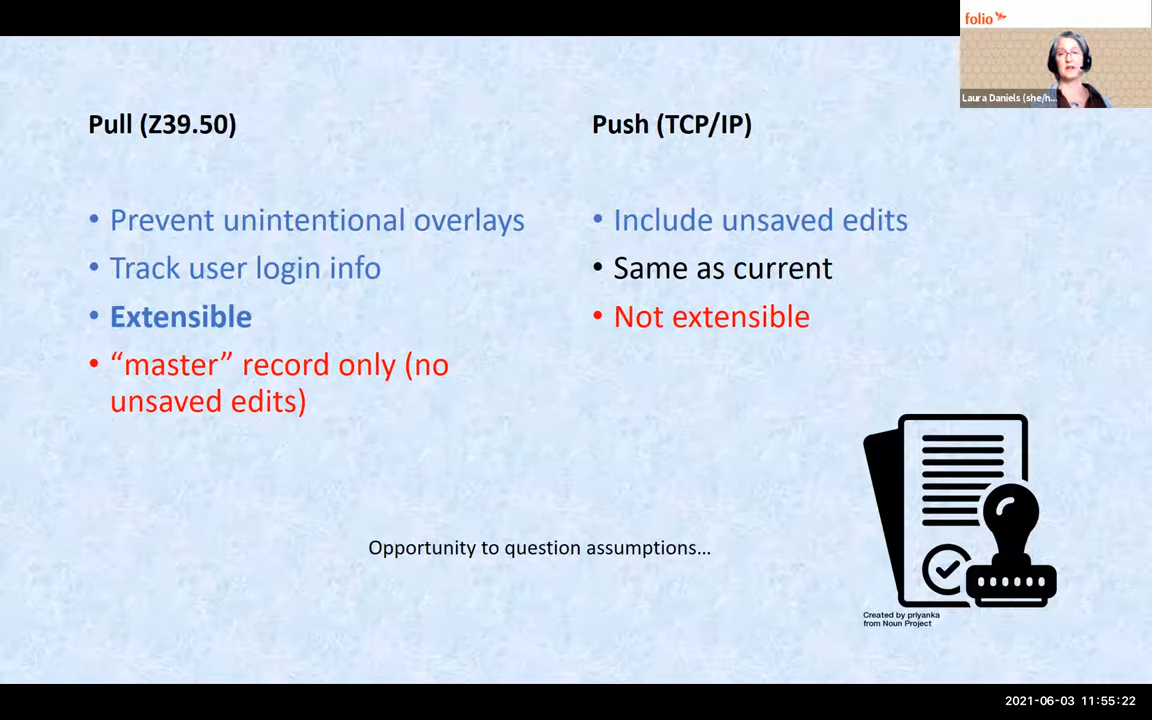 folio
Laura Daniels (she/h...
Pull (Z39.50)
• Prevent unintentional overlays
• Track user login info
• Extensible
• “master” record only (no
unsaved edits)
Push (TCP/IP)
• Include unsaved edits
• Same as current
• Not extensible
Opportunity to question assumptions…
Created by priyanka
from Noun Project
2021-06-03 11:55:22